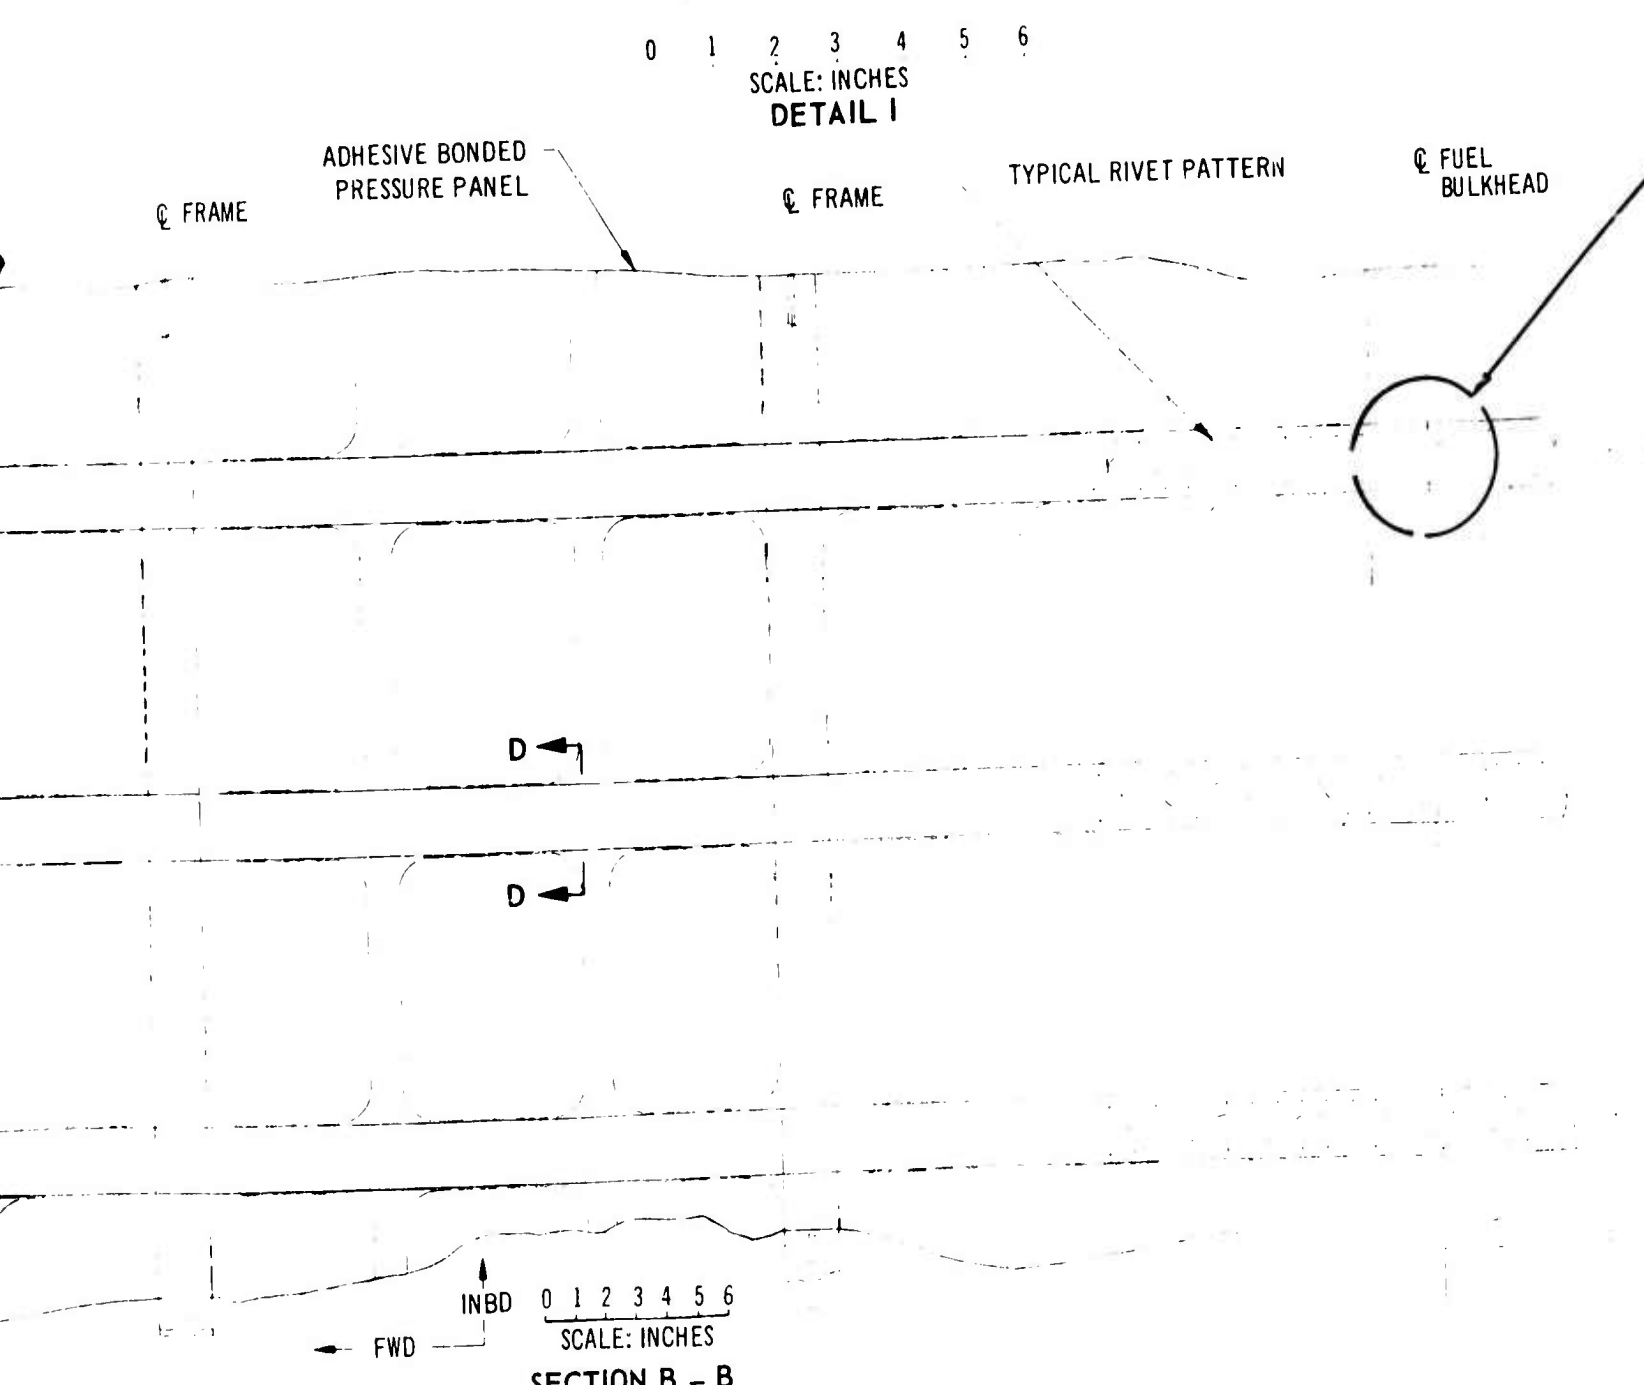 0 1 2 3 4 5 6
SCALE: INCHES
DETAIL I
ADHESIVE BONDED
PRESSURE PANEL
℄ FRAME
℄ FRAME
TYPICAL RIVET PATTERN
℄ FUEL
BULKHEAD
D
D
INBD
FWD
0 1 2 3 4 5 6
SCALE: INCHES
SECTION B - B